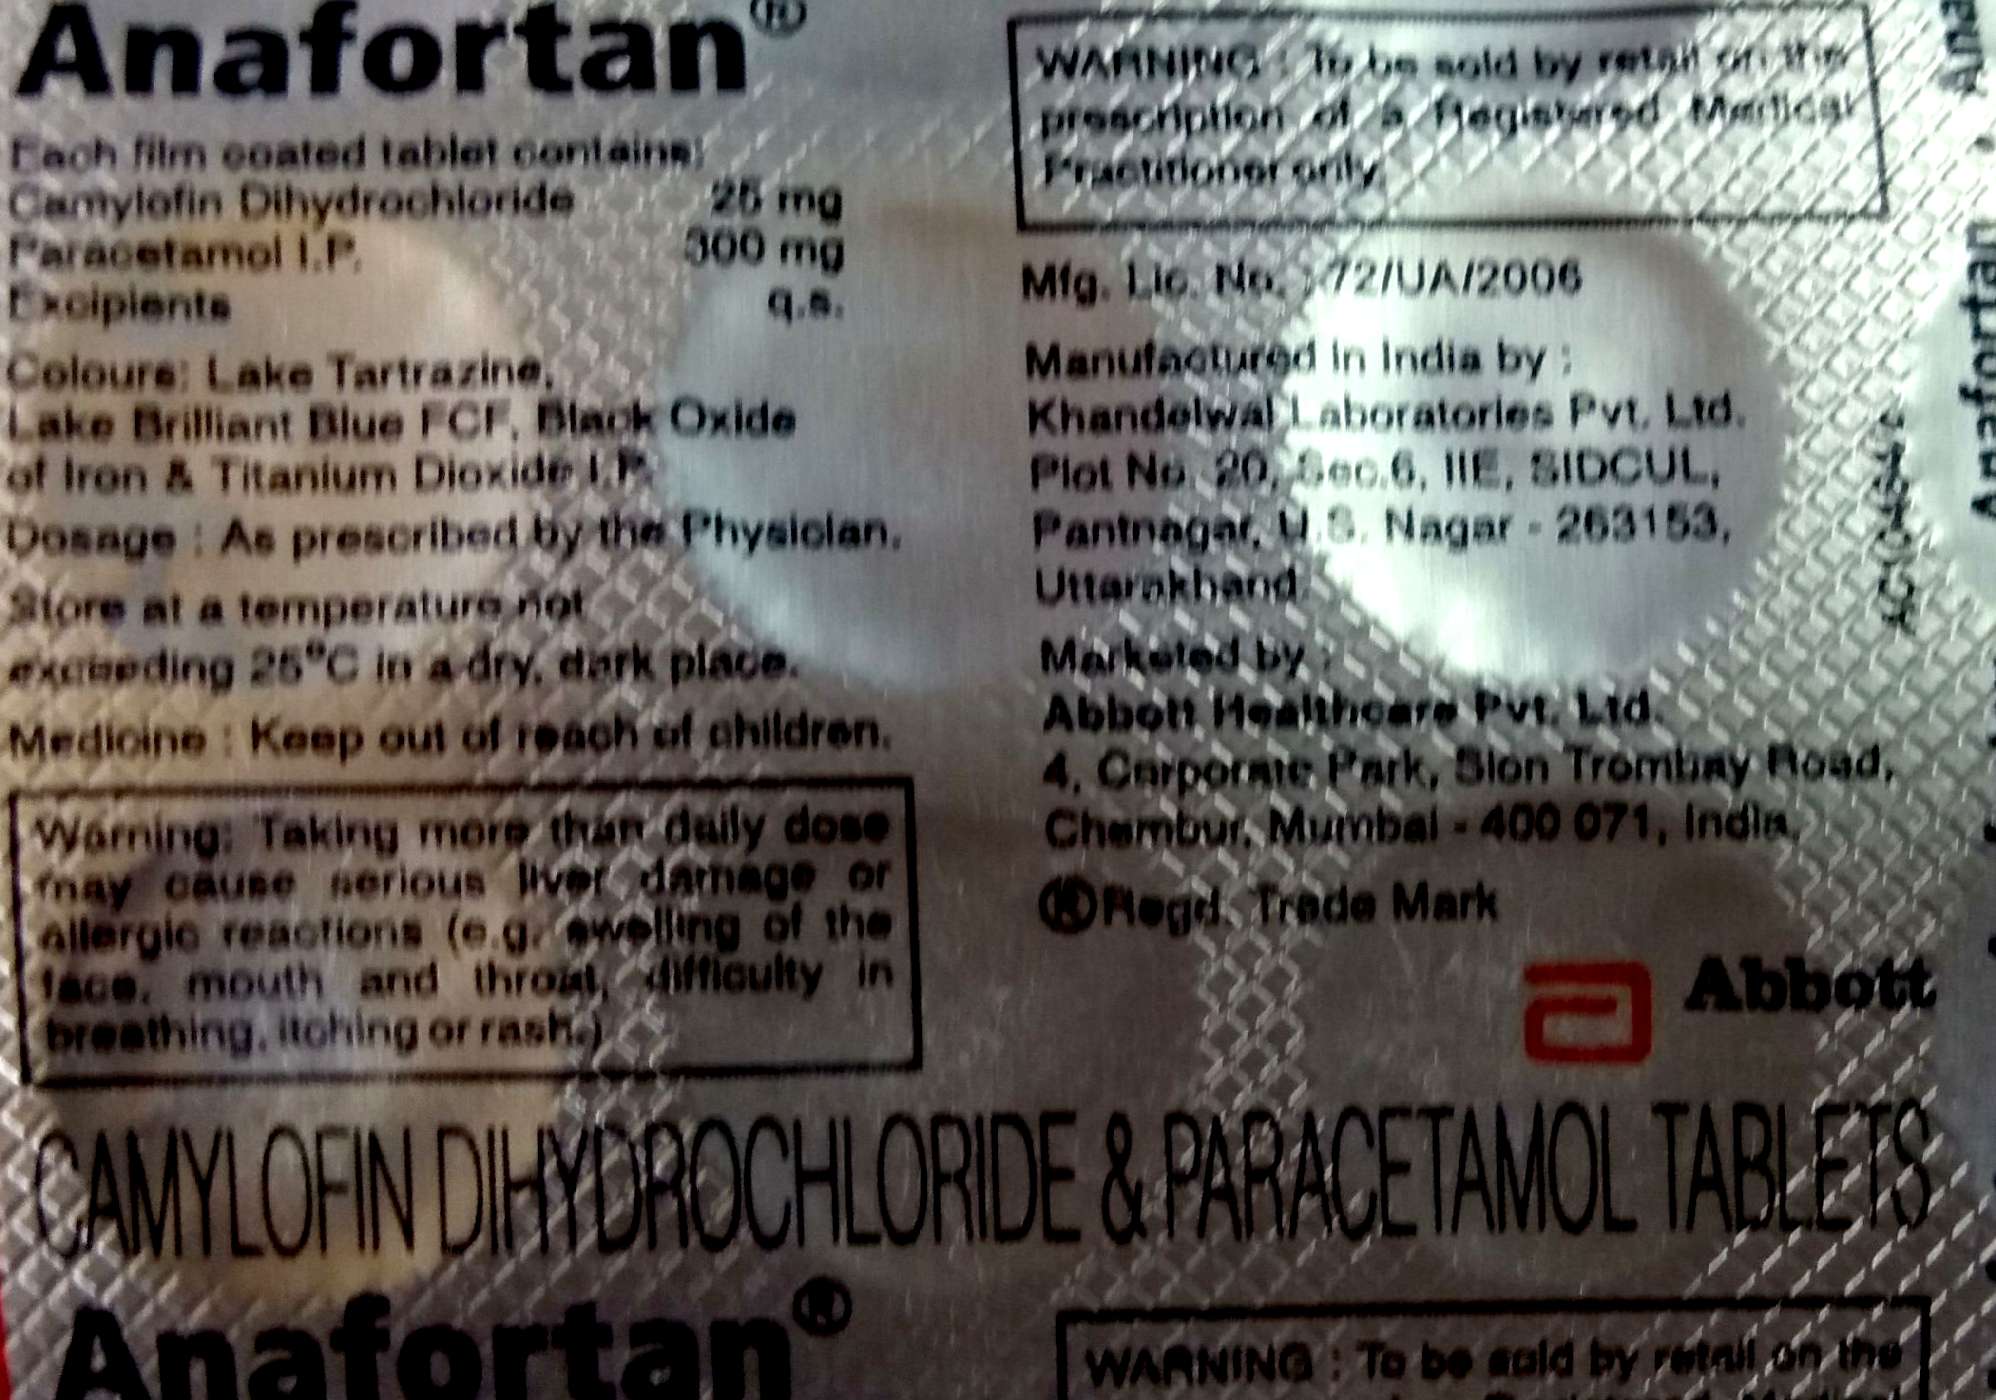 Anafortan®
Each film coated tablet contains:
Camylofin Dihydrochloride 25 mg
Paracetamol I.P. 300 mg
Excipients q.s.
Colours: Lake Tartrazine,
Lake Brilliant Blue FCF, Black Oxide
of Iron & Titanium Dioxide I.P.
Dosage : As prescribed by the Physician.
Store at a temperature not
exceeding 25°C in a dry, dark place.
Medicine : Keep out of reach of children.
Warning: Taking more than daily dose
may cause serious liver damage or
allergic reactions (e.g. swelling of the
face, mouth and throat, difficulty in
breathing, itching or rash.)
WARNING : To be sold by retail on the
prescription of a Registered Medical
Practitioner only.
Mfg. Lic. No. : 72/UA/2006
Manufactured in India by :
Khandelwal Laboratories Pvt. Ltd.
Plot No. 20, Sec.6, IIE, SIDCUL,
Pantnagar, U.S. Nagar - 263153,
Uttarakhand.
Marketed by :
Abbott Healthcare Pvt. Ltd.
4, Corporate Park, Sion Trombay Road,
Chembur, Mumbai - 400 071, India.
® Regd. Trade Mark
Abbott
CAMYLOFIN DIHYDROCHLORIDE & PARACETAMOL TABLETS
Anafortan®
WARNING : To be sold by retail on the
Anafortan